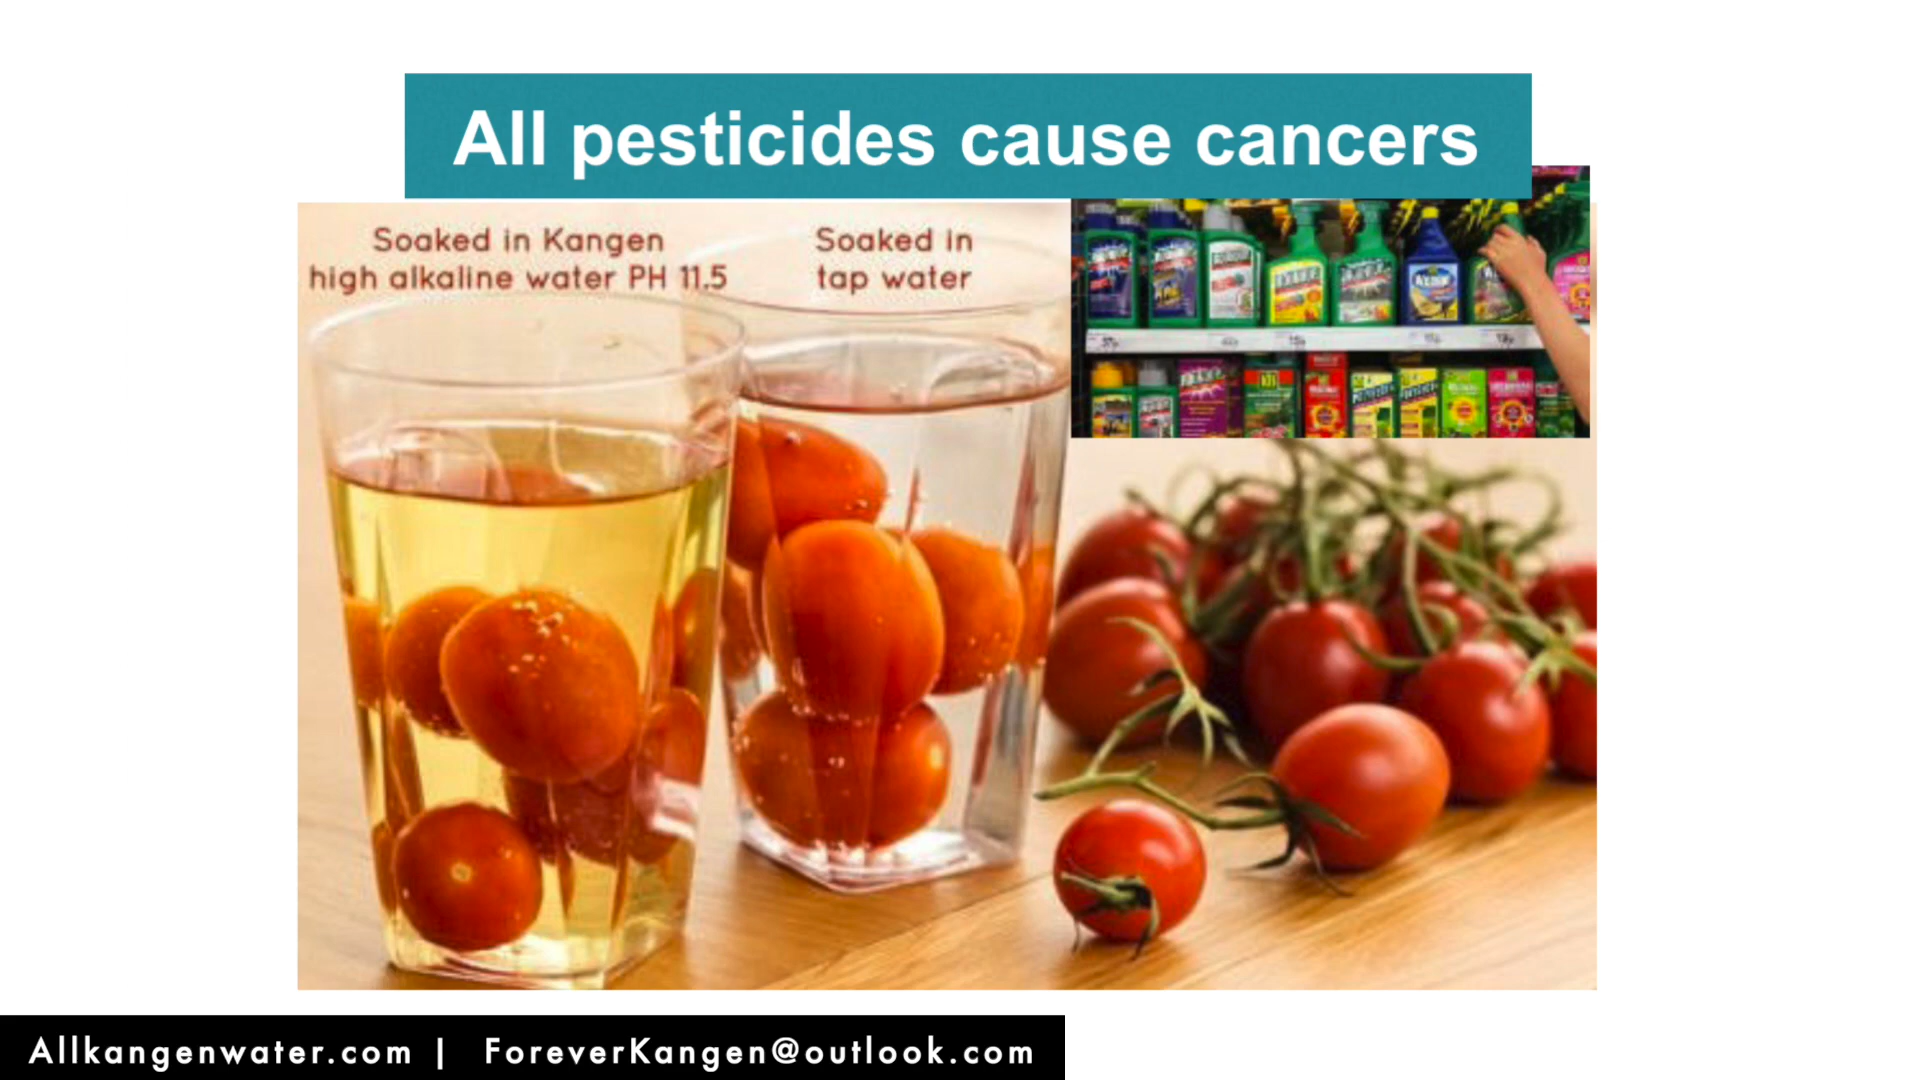 All pesticides cause cancers
Soaked in Kangen
high alkaline water PH 11.5
Soaked in
tap water
Allkangenwater.com | ForeverKangen@outlook.com